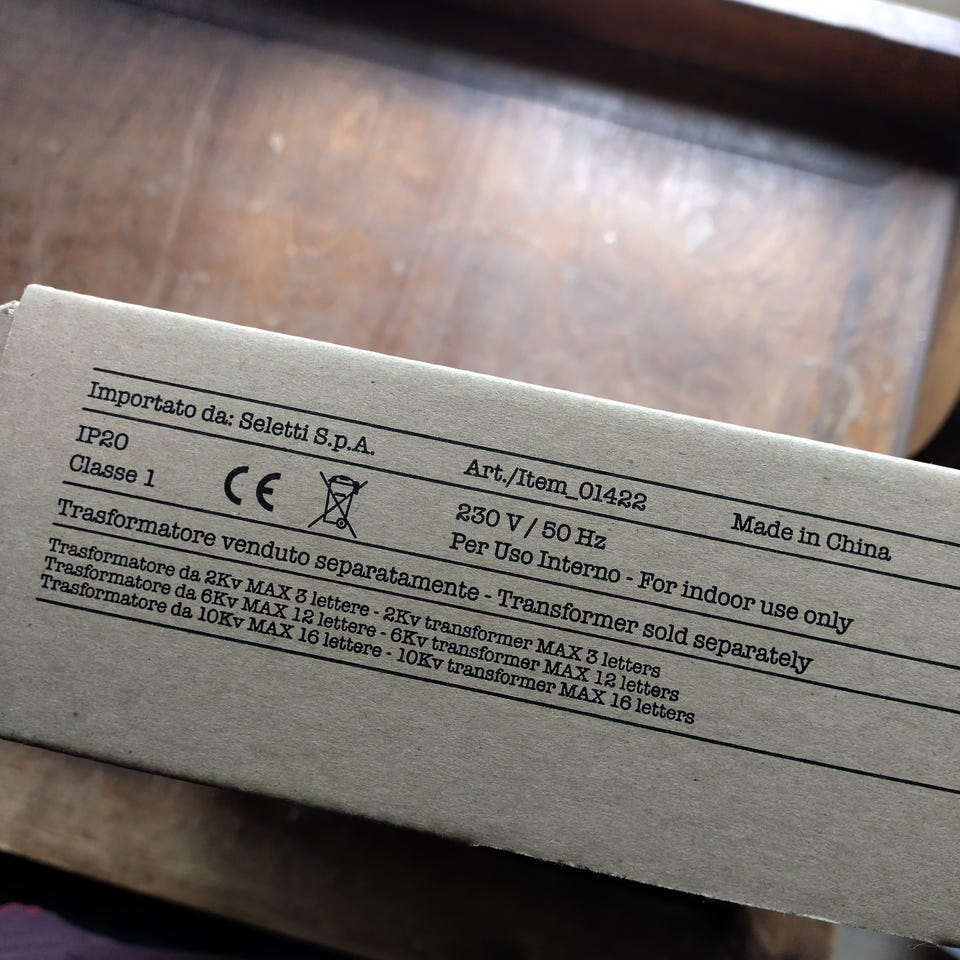 Importato da: Seletti S.p.A. Art./Item_01422 Made in China
IP20 230 V / 50 Hz
Classe 1 CE Per Uso Interno - For indoor use only
Trasformatore venduto separatamente - Transformer sold separately
Trasformatore da 2Kv MAX 3 lettere - 2Kv transformer MAX 3 letters
Trasformatore da 6Kv MAX 12 lettere - 6Kv transformer MAX 12 letters
Trasformatore da 10Kv MAX 16 lettere - 10Kv transformer MAX 16 letters